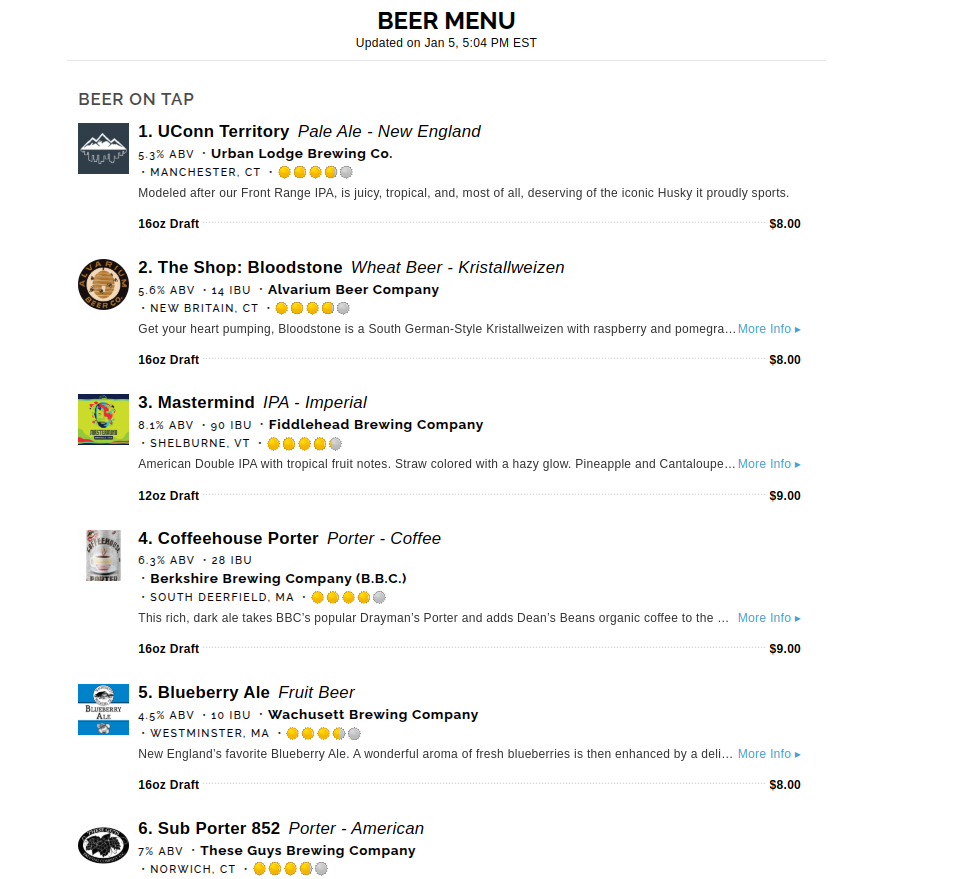 BEER MENU
Updated on Jan 5, 5:04 PM EST
BEER ON TAP
1. UConn Territory Pale Ale - New England
5.3% ABV · Urban Lodge Brewing Co.
· MANCHESTER, CT ·
Modeled after our Front Range IPA, is juicy, tropical, and, most of all, deserving of the iconic Husky it proudly sports.
16oz Draft $8.00
ALVARIUM
BEER CO.
2. The Shop: Bloodstone Wheat Beer - Kristallweizen
5.6% ABV · 14 IBU · Alvarium Beer Company
· NEW BRITAIN, CT ·
Get your heart pumping, Bloodstone is a South German-Style Kristallweizen with raspberry and pomegra… More Info ▸
16oz Draft $8.00
MASTERMIND
3. Mastermind IPA - Imperial
8.1% ABV · 90 IBU · Fiddlehead Brewing Company
· SHELBURNE, VT ·
American Double IPA with tropical fruit notes. Straw colored with a hazy glow. Pineapple and Cantaloupe… More Info ▸
12oz Draft $9.00
COFFEEHOUSE
PORTER
4. Coffeehouse Porter Porter - Coffee
6.3% ABV · 28 IBU
· Berkshire Brewing Company (B.B.C.)
· SOUTH DEERFIELD, MA ·
This rich, dark ale takes BBC’s popular Drayman’s Porter and adds Dean’s Beans organic coffee to the … More Info ▸
16oz Draft $9.00
BLUEBERRY
ALE
5. Blueberry Ale Fruit Beer
4.5% ABV · 10 IBU · Wachusett Brewing Company
· WESTMINSTER, MA ·
New England’s favorite Blueberry Ale. A wonderful aroma of fresh blueberries is then enhanced by a deli… More Info ▸
16oz Draft $8.00
THESE GUYS
6. Sub Porter 852 Porter - American
7% ABV · These Guys Brewing Company
· NORWICH, CT ·